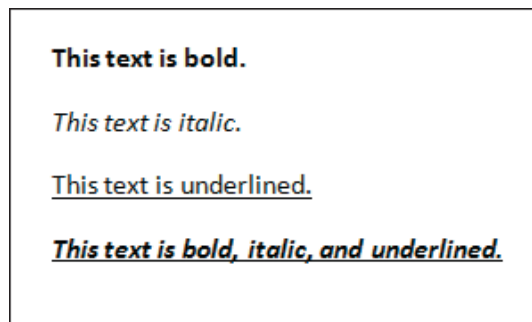 This text is bold.
This text is italic.
This text is underlined.
This text is bold, italic, and underlined.